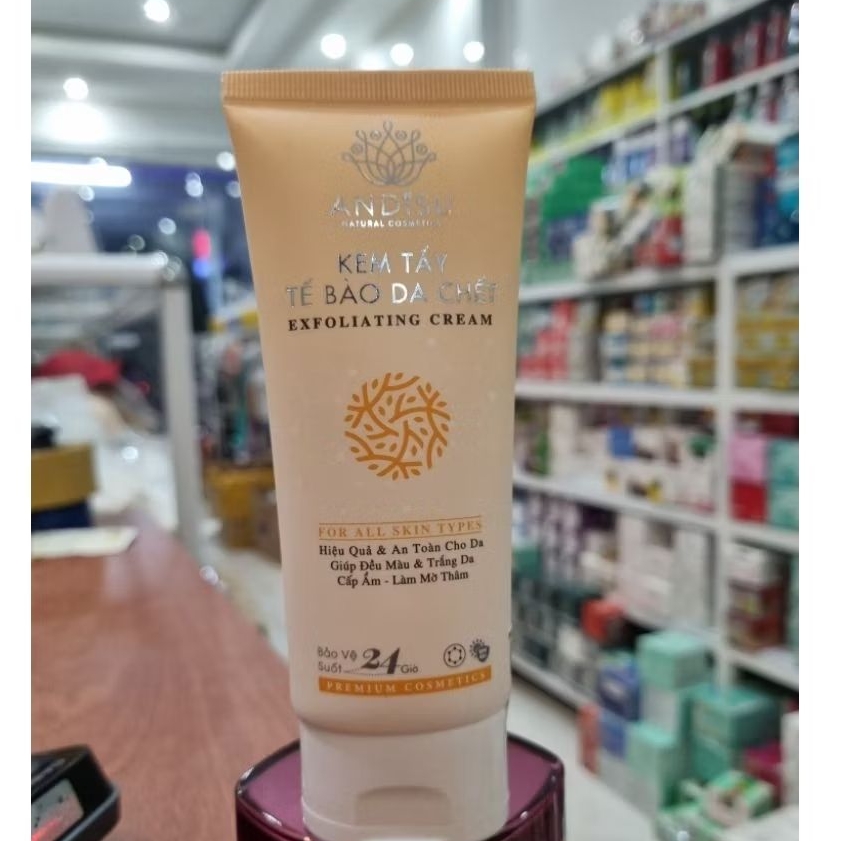 ANDISU
NATURAL COSMETICS
KEM TẨY
TẾ BÀO DA CHẾT
EXFOLIATING CREAM
FOR ALL SKIN TYPES
Hiệu Quả & An Toàn Cho Da
Giúp Đều Màu & Trắng Da
Cấp Ẩm - Làm Mờ Thâm
Bảo Vệ
Suốt 24 Giờ
PREMIUM COSMETICS